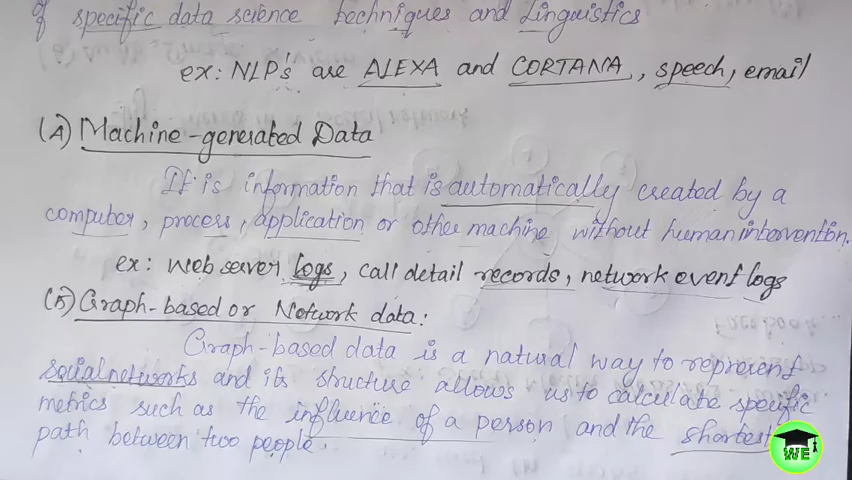 of specific data science techniques and Linguistics
ex: NLP's are ALEXA and CORTANA, speech, email
(4) Machine-generated Data
It is information that is automatically created by a
computer, process, application or other machine without human intervention.
ex: Web server logs, call detail records, network event logs
(5) Graph-based or Network data:
Graph-based data is a natural way to represent
social networks and its structure allows us to calculate specific
metrics such as the influence of a person and the shortest
path between two people.
WE